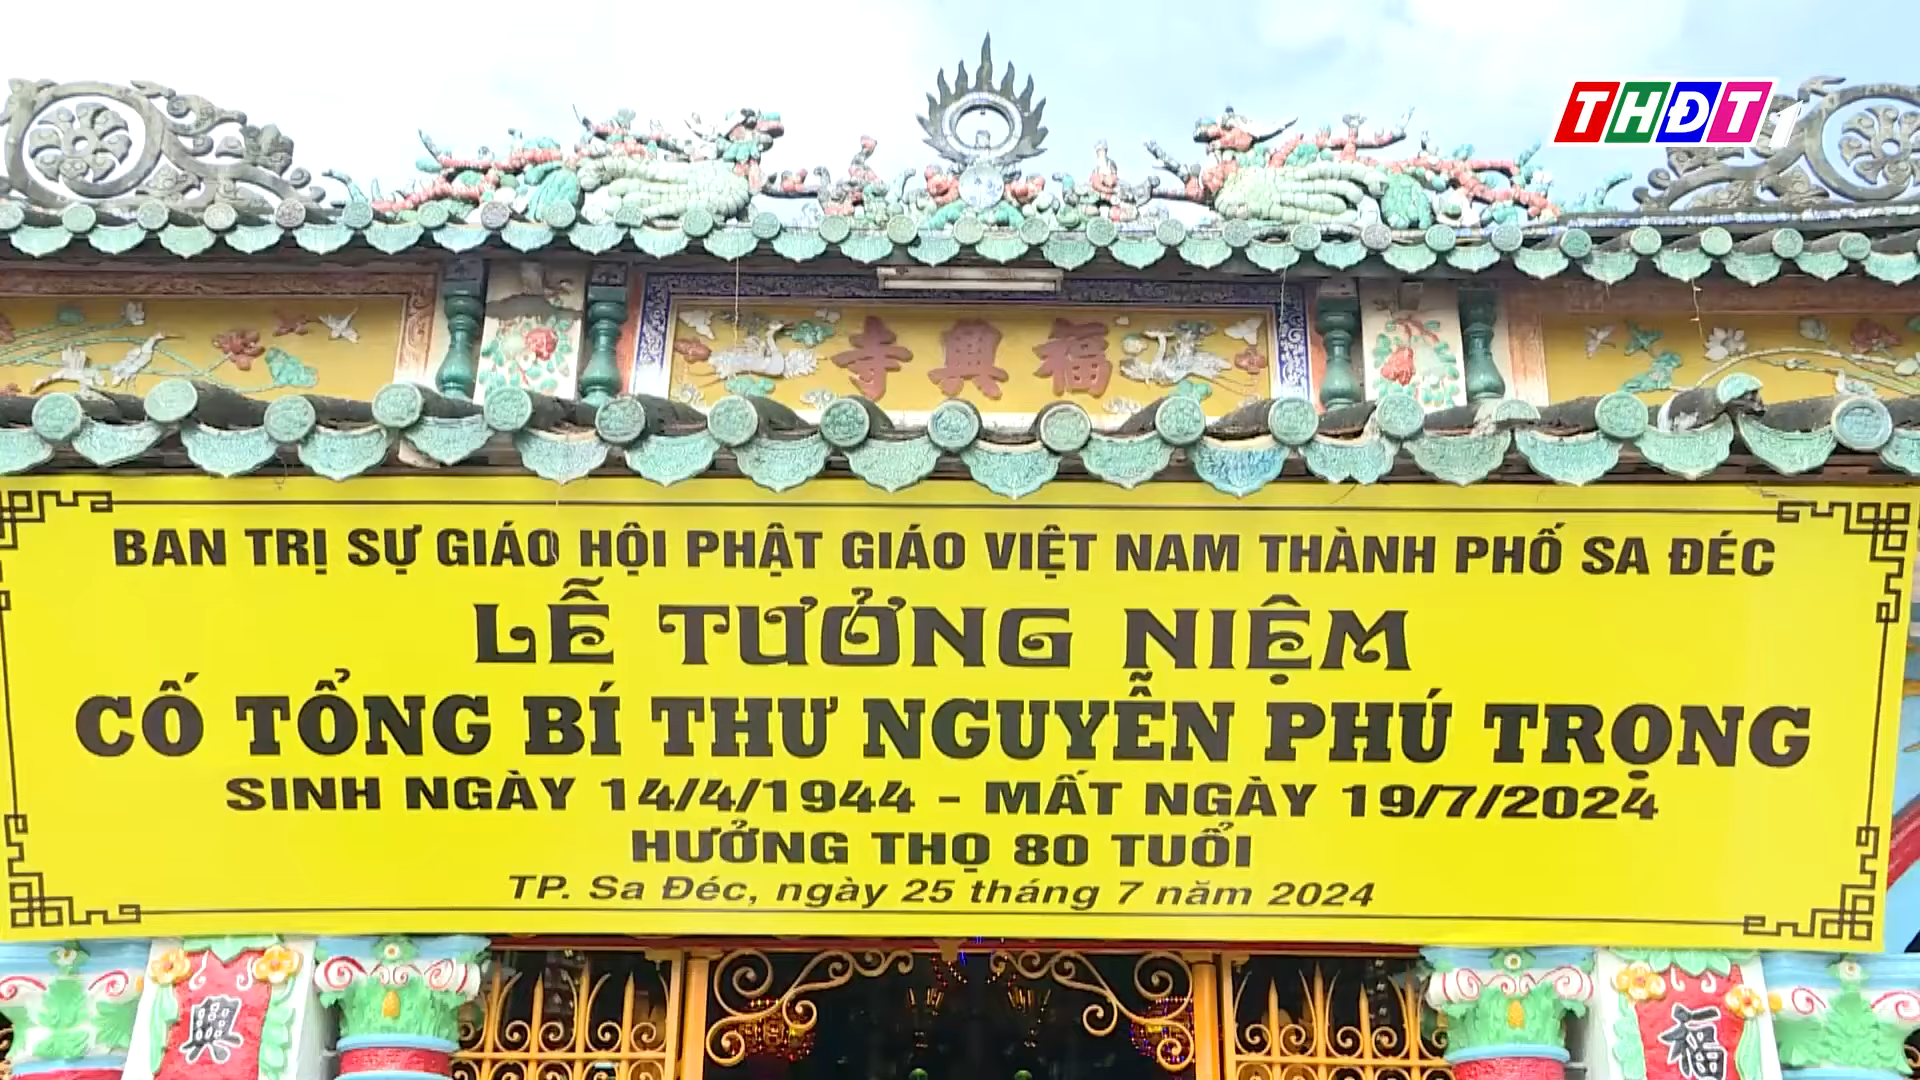 THĐT1
寺興福
BAN TRỊ SỰ GIÁO HỘI PHẬT GIÁO VIỆT NAM THÀNH PHỐ SA ĐÉC
LỄ TƯỞNG NIỆM
CỐ TỔNG BÍ THƯ NGUYỄN PHÚ TRỌNG
SINH NGÀY 14/4/1944 - MẤT NGÀY 19/7/2024
HƯỞNG THỌ 80 TUỔI
TP. Sa Đéc, ngày 25 tháng 7 năm 2024
興
福